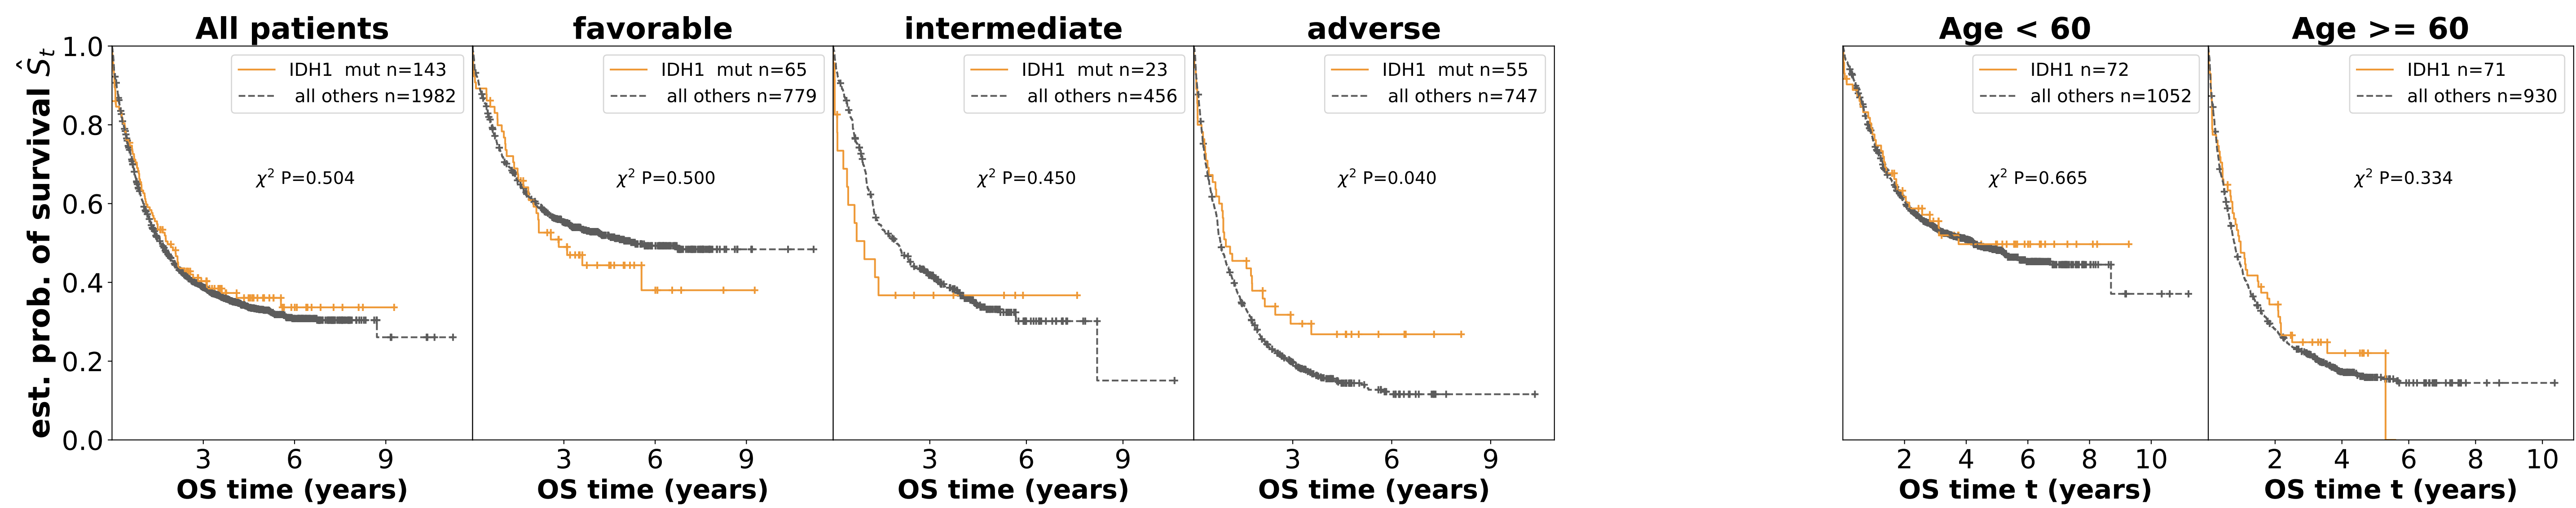 All patients
favorable
intermediate
adverse
Age < 60
Age >= 60
est. prob. of survival Ŝt
1.0
0.8
0.6
0.4
0.2
0.0
IDH1 mut n=143
all others n=1982
χ² P=0.504
3 6 9
OS time (years)
IDH1 mut n=65
all others n=779
χ² P=0.500
3 6 9
OS time (years)
IDH1 mut n=23
all others n=456
χ² P=0.450
3 6 9
OS time (years)
IDH1 mut n=55
all others n=747
χ² P=0.040
3 6 9
OS time (years)
IDH1 n=72
all others n=1052
χ² P=0.665
2 4 6 8 10
OS time t (years)
IDH1 n=71
all others n=930
χ² P=0.334
2 4 6 8 10
OS time t (years)